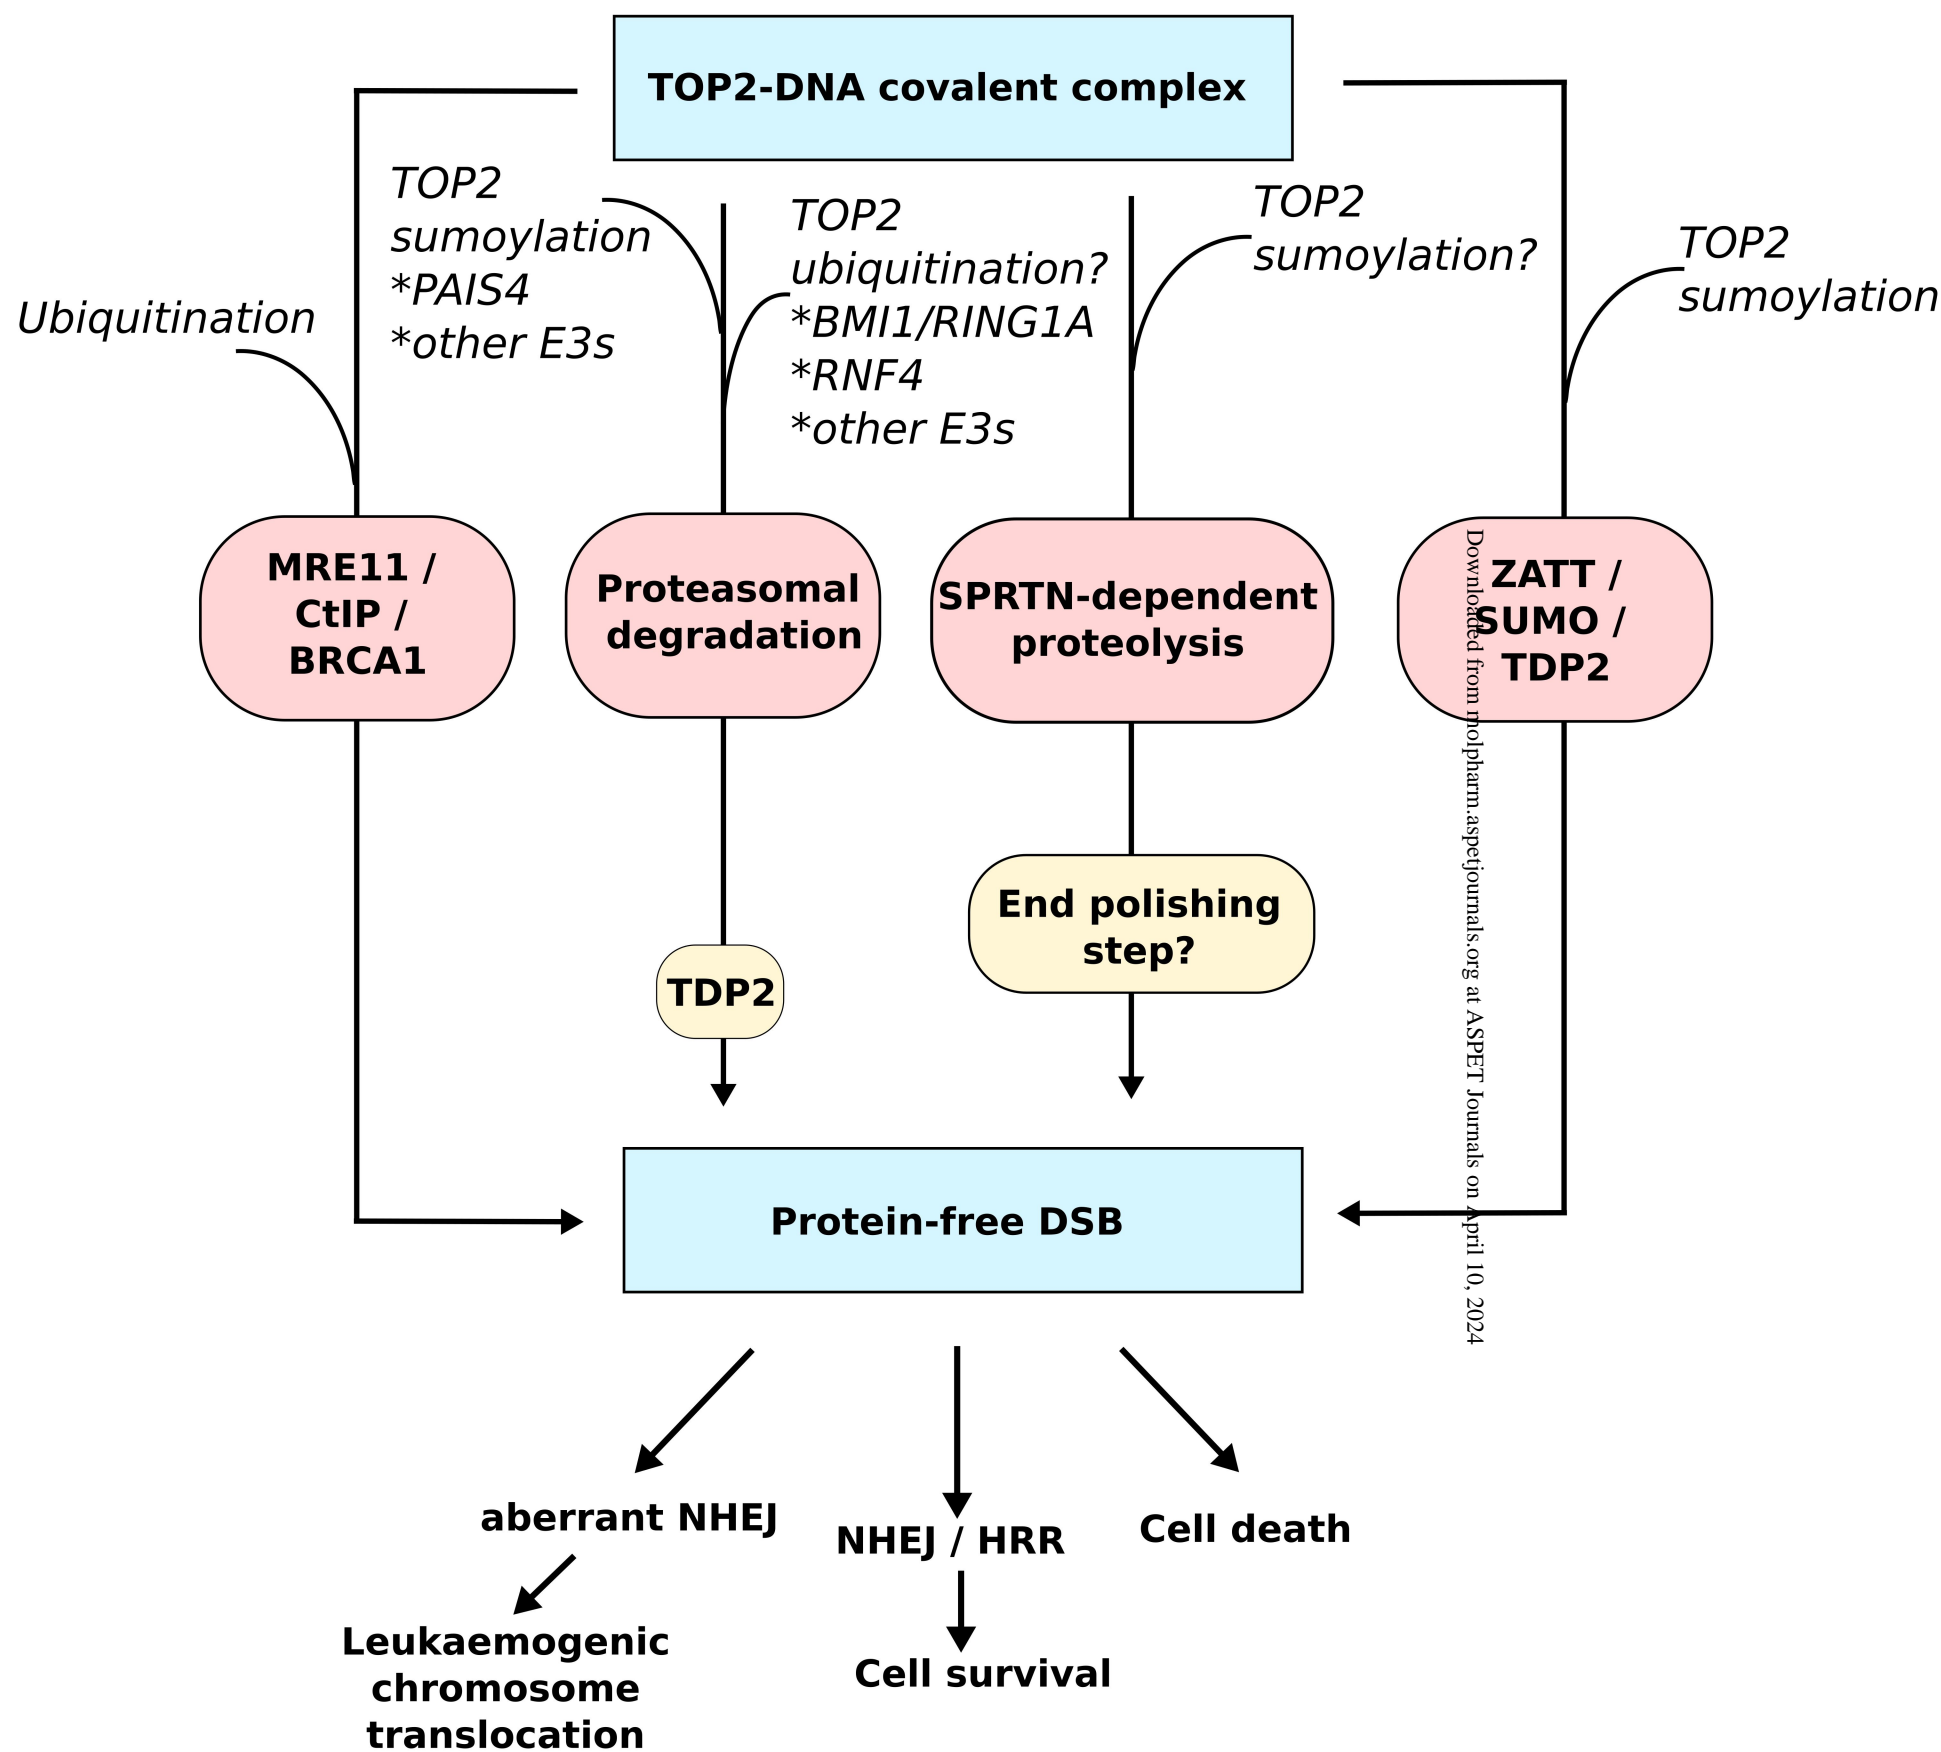 TOP2-DNA covalent complex
TOP2
sumoylation
*PAIS4
*other E3s
TOP2
ubiquitination?
*BMI1/RING1A
*RNF4
*other E3s
TOP2
sumoylation?
TOP2
sumoylation
Ubiquitination
MRE11 /
CtIP /
BRCA1
Proteasomal
degradation
SPRTN-dependent
proteolysis
ZATT /
SUMO /
TDP2
End polishing
step?
TDP2
Protein-free DSB
aberrant NHEJ
NHEJ / HRR
Cell death
Leukaemogenic
chromosome
translocation
Cell survival
Downloaded from molpharm.aspetjournals.org at ASPET Journals on April 10, 2024